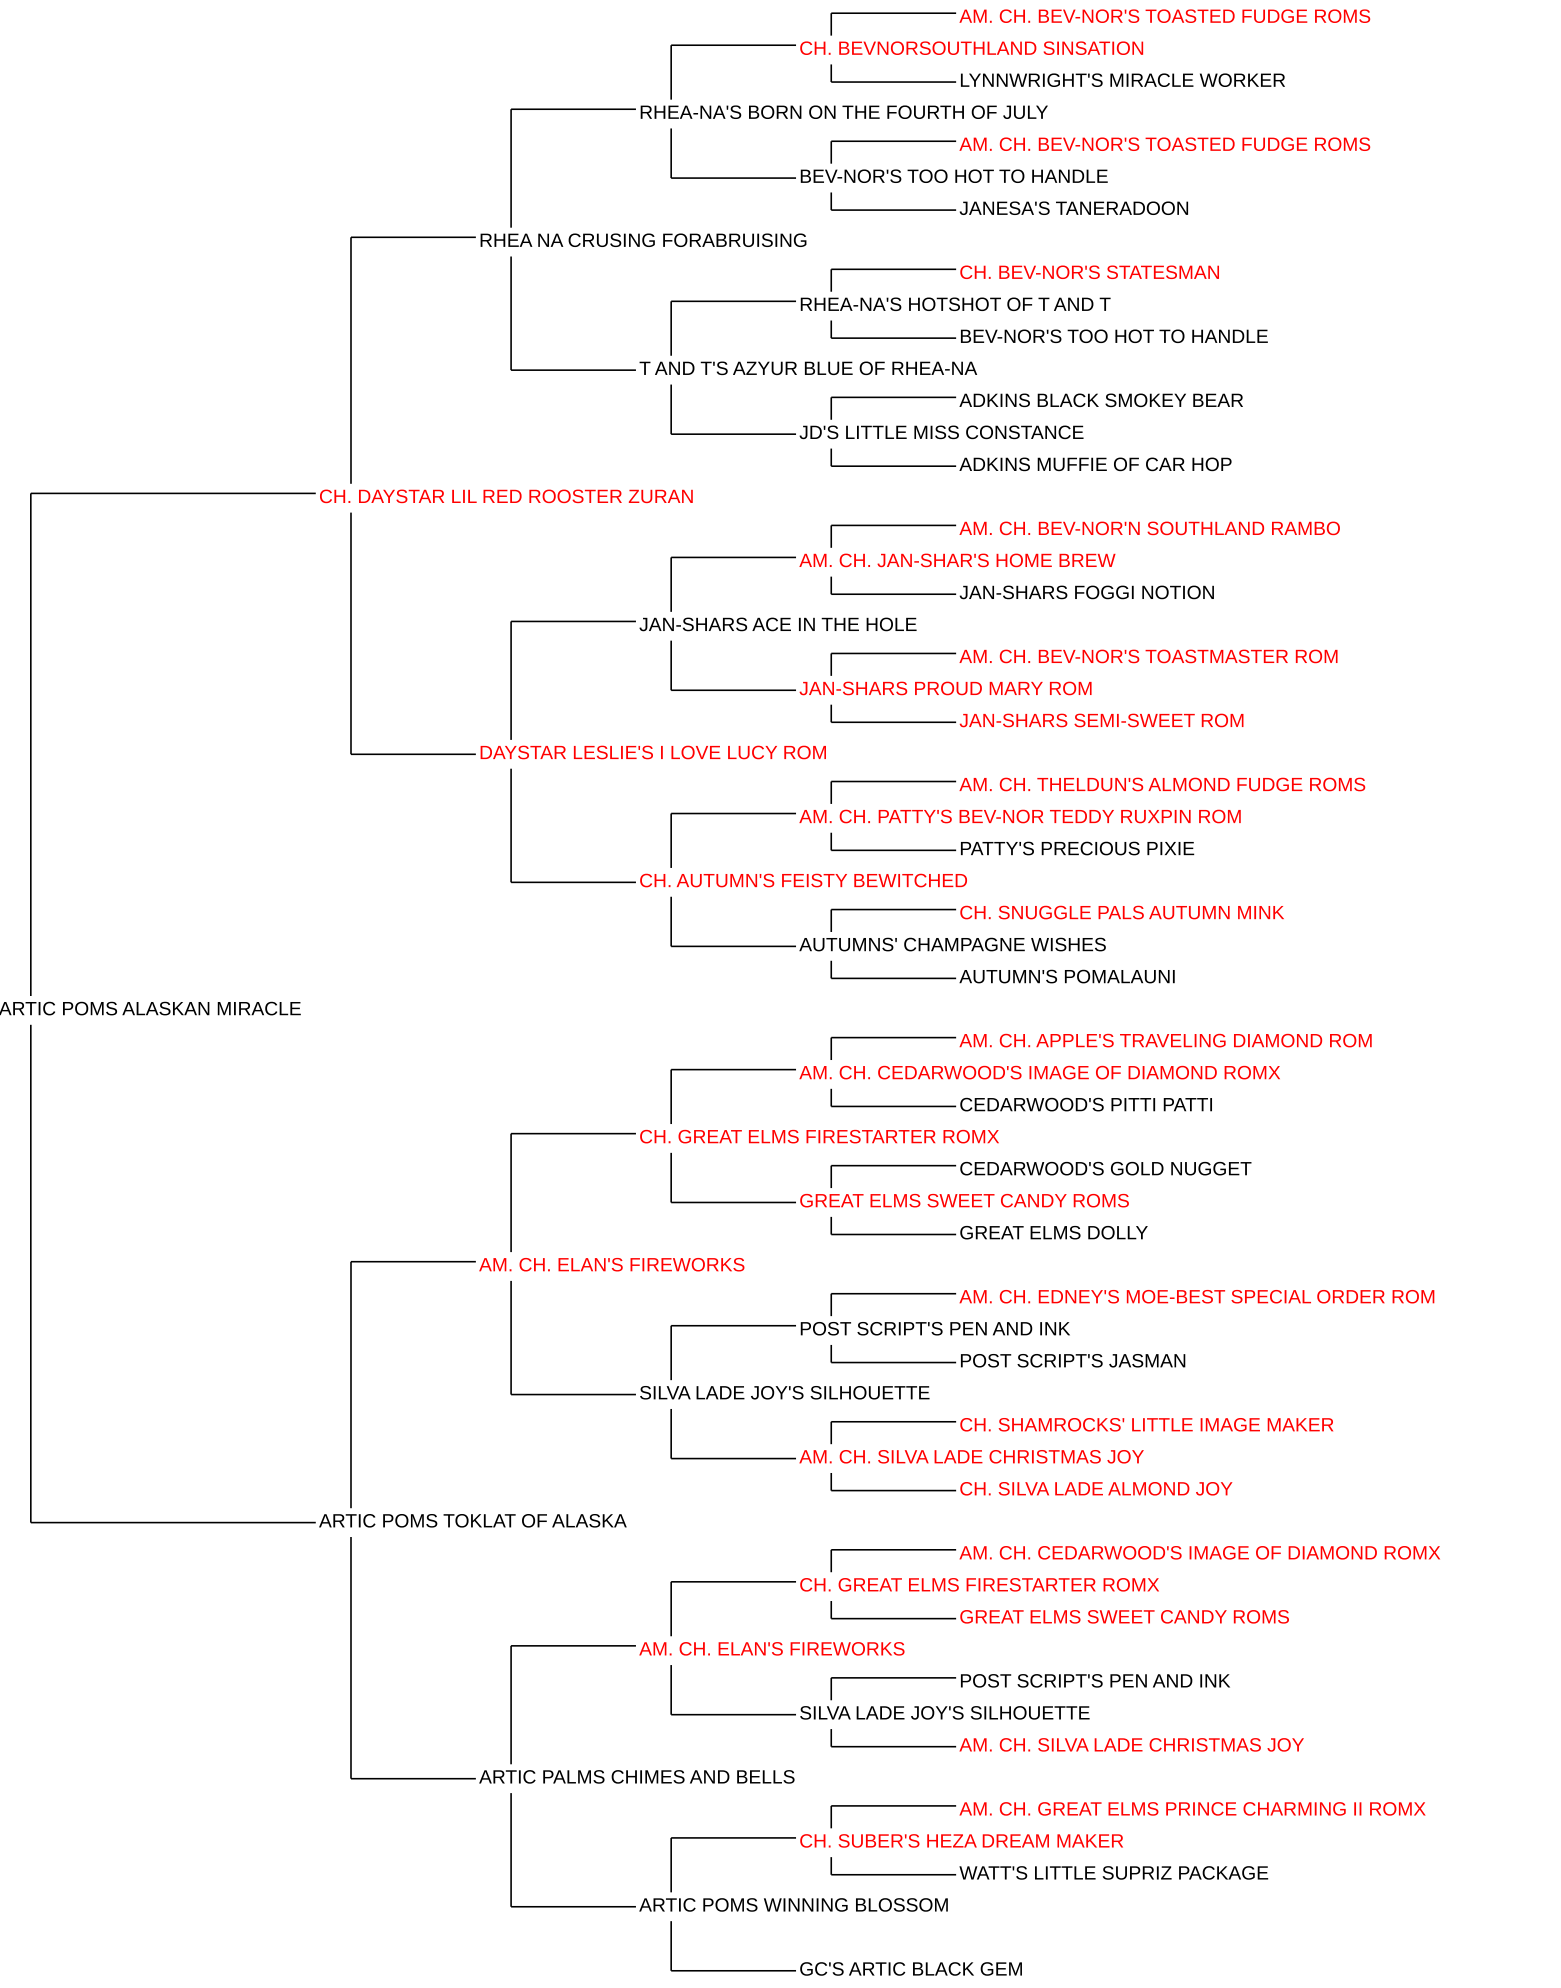 AM. CH. BEV-NOR'S TOASTED FUDGE ROMS
CH. BEVNORSOUTHLAND SINSATION
LYNNWRIGHT'S MIRACLE WORKER
RHEA-NA'S BORN ON THE FOURTH OF JULY
AM. CH. BEV-NOR'S TOASTED FUDGE ROMS
BEV-NOR'S TOO HOT TO HANDLE
JANESA'S TANERADOON
RHEA NA CRUSING FORABRUISING
CH. BEV-NOR'S STATESMAN
RHEA-NA'S HOTSHOT OF T AND T
BEV-NOR'S TOO HOT TO HANDLE
T AND T'S AZYUR BLUE OF RHEA-NA
ADKINS BLACK SMOKEY BEAR
JD'S LITTLE MISS CONSTANCE
ADKINS MUFFIE OF CAR HOP
CH. DAYSTAR LIL RED ROOSTER ZURAN
AM. CH. BEV-NOR'N SOUTHLAND RAMBO
AM. CH. JAN-SHAR'S HOME BREW
JAN-SHARS FOGGI NOTION
JAN-SHARS ACE IN THE HOLE
AM. CH. BEV-NOR'S TOASTMASTER ROM
JAN-SHARS PROUD MARY ROM
JAN-SHARS SEMI-SWEET ROM
DAYSTAR LESLIE'S I LOVE LUCY ROM
AM. CH. THELDUN'S ALMOND FUDGE ROMS
AM. CH. PATTY'S BEV-NOR TEDDY RUXPIN ROM
PATTY'S PRECIOUS PIXIE
CH. AUTUMN'S FEISTY BEWITCHED
CH. SNUGGLE PALS AUTUMN MINK
AUTUMNS' CHAMPAGNE WISHES
AUTUMN'S POMALAUNI
ARTIC POMS ALASKAN MIRACLE
AM. CH. APPLE'S TRAVELING DIAMOND ROM
AM. CH. CEDARWOOD'S IMAGE OF DIAMOND ROMX
CEDARWOOD'S PITTI PATTI
CH. GREAT ELMS FIRESTARTER ROMX
CEDARWOOD'S GOLD NUGGET
GREAT ELMS SWEET CANDY ROMS
GREAT ELMS DOLLY
AM. CH. ELAN'S FIREWORKS
AM. CH. EDNEY'S MOE-BEST SPECIAL ORDER ROM
POST SCRIPT'S PEN AND INK
POST SCRIPT'S JASMAN
SILVA LADE JOY'S SILHOUETTE
CH. SHAMROCKS' LITTLE IMAGE MAKER
AM. CH. SILVA LADE CHRISTMAS JOY
CH. SILVA LADE ALMOND JOY
ARTIC POMS TOKLAT OF ALASKA
AM. CH. CEDARWOOD'S IMAGE OF DIAMOND ROMX
CH. GREAT ELMS FIRESTARTER ROMX
GREAT ELMS SWEET CANDY ROMS
AM. CH. ELAN'S FIREWORKS
POST SCRIPT'S PEN AND INK
SILVA LADE JOY'S SILHOUETTE
AM. CH. SILVA LADE CHRISTMAS JOY
ARTIC PALMS CHIMES AND BELLS
AM. CH. GREAT ELMS PRINCE CHARMING II ROMX
CH. SUBER'S HEZA DREAM MAKER
WATT'S LITTLE SUPRIZ PACKAGE
ARTIC POMS WINNING BLOSSOM
GC'S ARTIC BLACK GEM